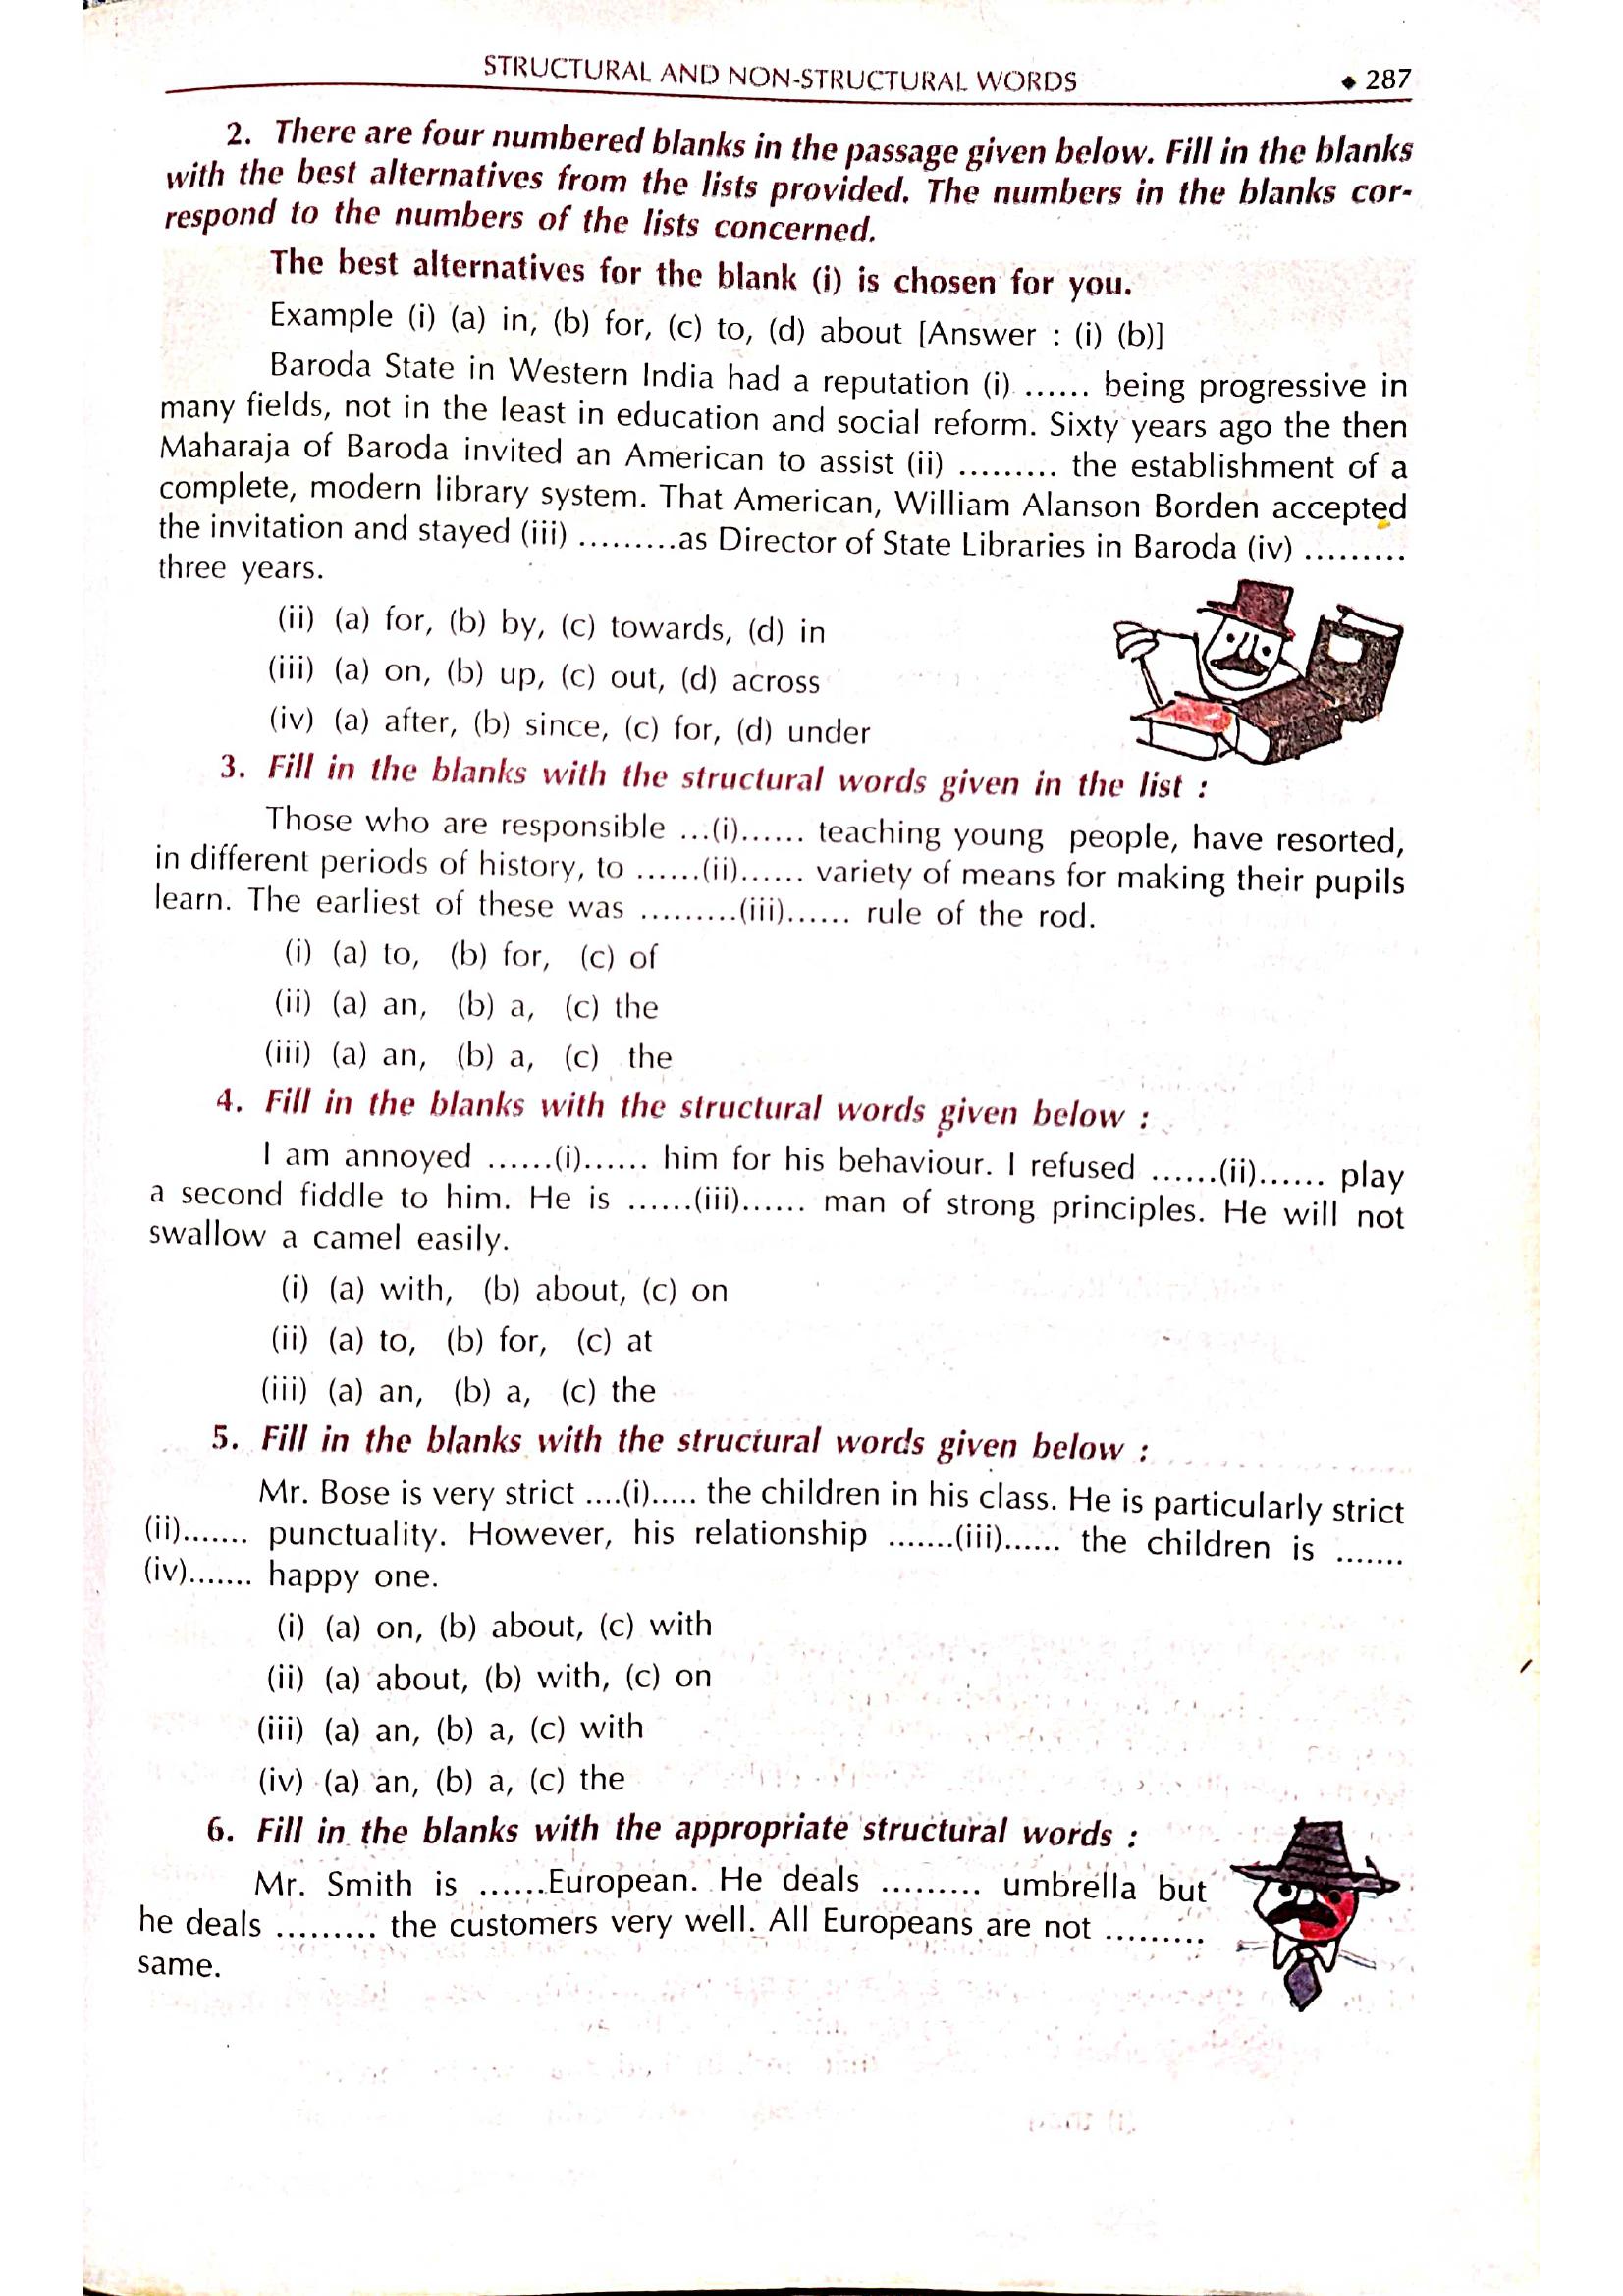 STRUCTURAL AND NON-STRUCTURAL WORDS ◆ 287
2. There are four numbered blanks in the passage given below. Fill in the blanks
with the best alternatives from the lists provided. The numbers in the blanks cor-
respond to the numbers of the lists concerned.
The best alternatives for the blank (i) is chosen for you.
Example (i) (a) in, (b) for, (c) to, (d) about [Answer : (i) (b)]
Baroda State in Western India had a reputation (i) ...... being progressive in
many fields, not in the least in education and social reform. Sixty years ago the then
Maharaja of Baroda invited an American to assist (ii) ......... the establishment of a
complete, modern library system. That American, William Alanson Borden accepted
the invitation and stayed (iii) .........as Director of State Libraries in Baroda (iv) .........
three years.
(ii) (a) for, (b) by, (c) towards, (d) in
(iii) (a) on, (b) up, (c) out, (d) across
(iv) (a) after, (b) since, (c) for, (d) under
3. Fill in the blanks with the structural words given in the list :
Those who are responsible ...(i)...... teaching young people, have resorted,
in different periods of history, to ......(ii)...... variety of means for making their pupils
learn. The earliest of these was .........(iii)...... rule of the rod.
(i) (a) to, (b) for, (c) of
(ii) (a) an, (b) a, (c) the
(iii) (a) an, (b) a, (c) the
4. Fill in the blanks with the structural words given below :
I am annoyed ......(i)...... him for his behaviour. I refused ......(ii)...... play
a second fiddle to him. He is ......(iii)...... man of strong principles. He will not
swallow a camel easily.
(i) (a) with, (b) about, (c) on
(ii) (a) to, (b) for, (c) at
(iii) (a) an, (b) a, (c) the
5. Fill in the blanks with the structural words given below :
Mr. Bose is very strict ....(i)..... the children in his class. He is particularly strict
(ii)....... punctuality. However, his relationship .......(iii)...... the children is .......
(iv)....... happy one.
(i) (a) on, (b) about, (c) with
(ii) (a) about, (b) with, (c) on
(iii) (a) an, (b) a, (c) with
(iv) (a) an, (b) a, (c) the
6. Fill in the blanks with the appropriate structural words :
Mr. Smith is ......European. He deals ......... umbrella but
he deals ......... the customers very well. All Europeans are not .........
same.